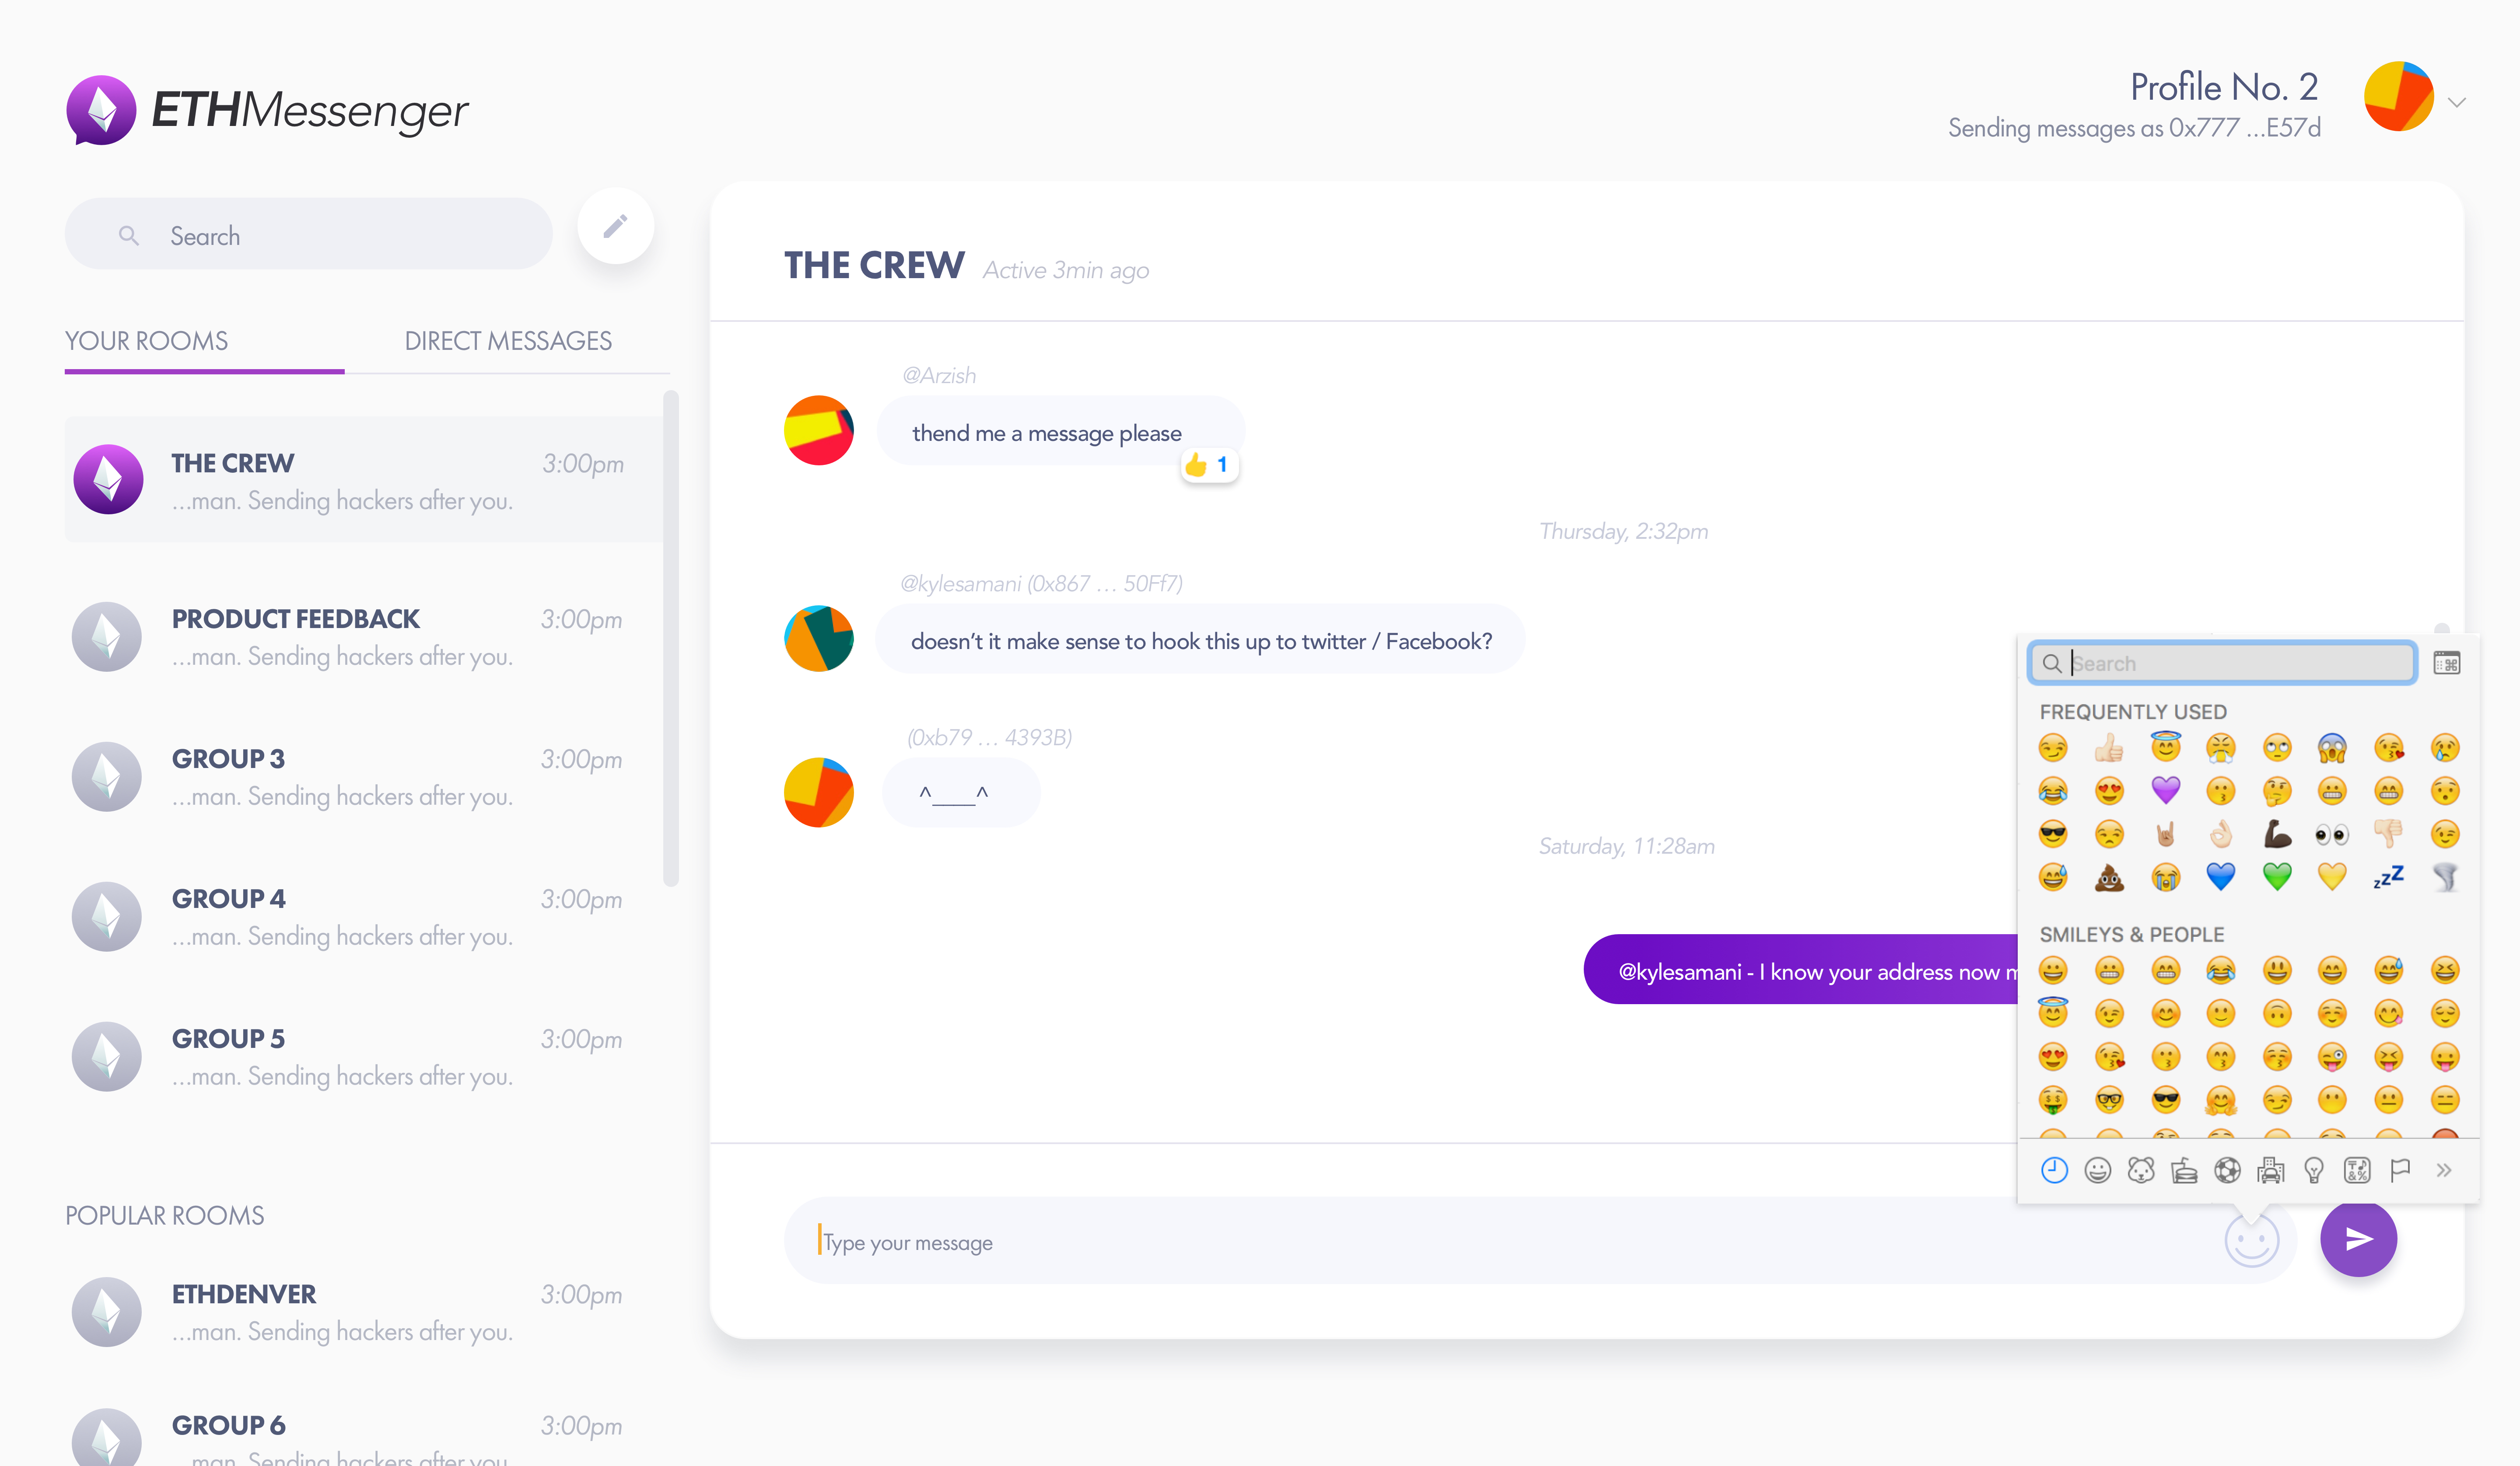 ETHMessenger
Profile No. 2
Sending messages as 0x777 ...E57d
Search
YOUR ROOMS
DIRECT MESSAGES
THE CREW
3:00pm
...man. Sending hackers after you.
PRODUCT FEEDBACK
3:00pm
...man. Sending hackers after you.
GROUP 3
3:00pm
...man. Sending hackers after you.
GROUP 4
3:00pm
...man. Sending hackers after you.
GROUP 5
3:00pm
...man. Sending hackers after you.
POPULAR ROOMS
ETHDENVER
3:00pm
...man. Sending hackers after you.
GROUP 6
3:00pm
...man. Sending hackers after you.
THE CREW Active 3min ago
@Arzish
thend me a message please
1
Thursday, 2:32pm
@kylesamani (0x867 ... 50Ff7)
doesn't it make sense to hook this up to twitter / Facebook?
(0xb79 ... 4393B)
^____^
Saturday, 11:28am
@kylesamani - I know your address now
Type your message
Search
FREQUENTLY USED
SMILEYS & PEOPLE